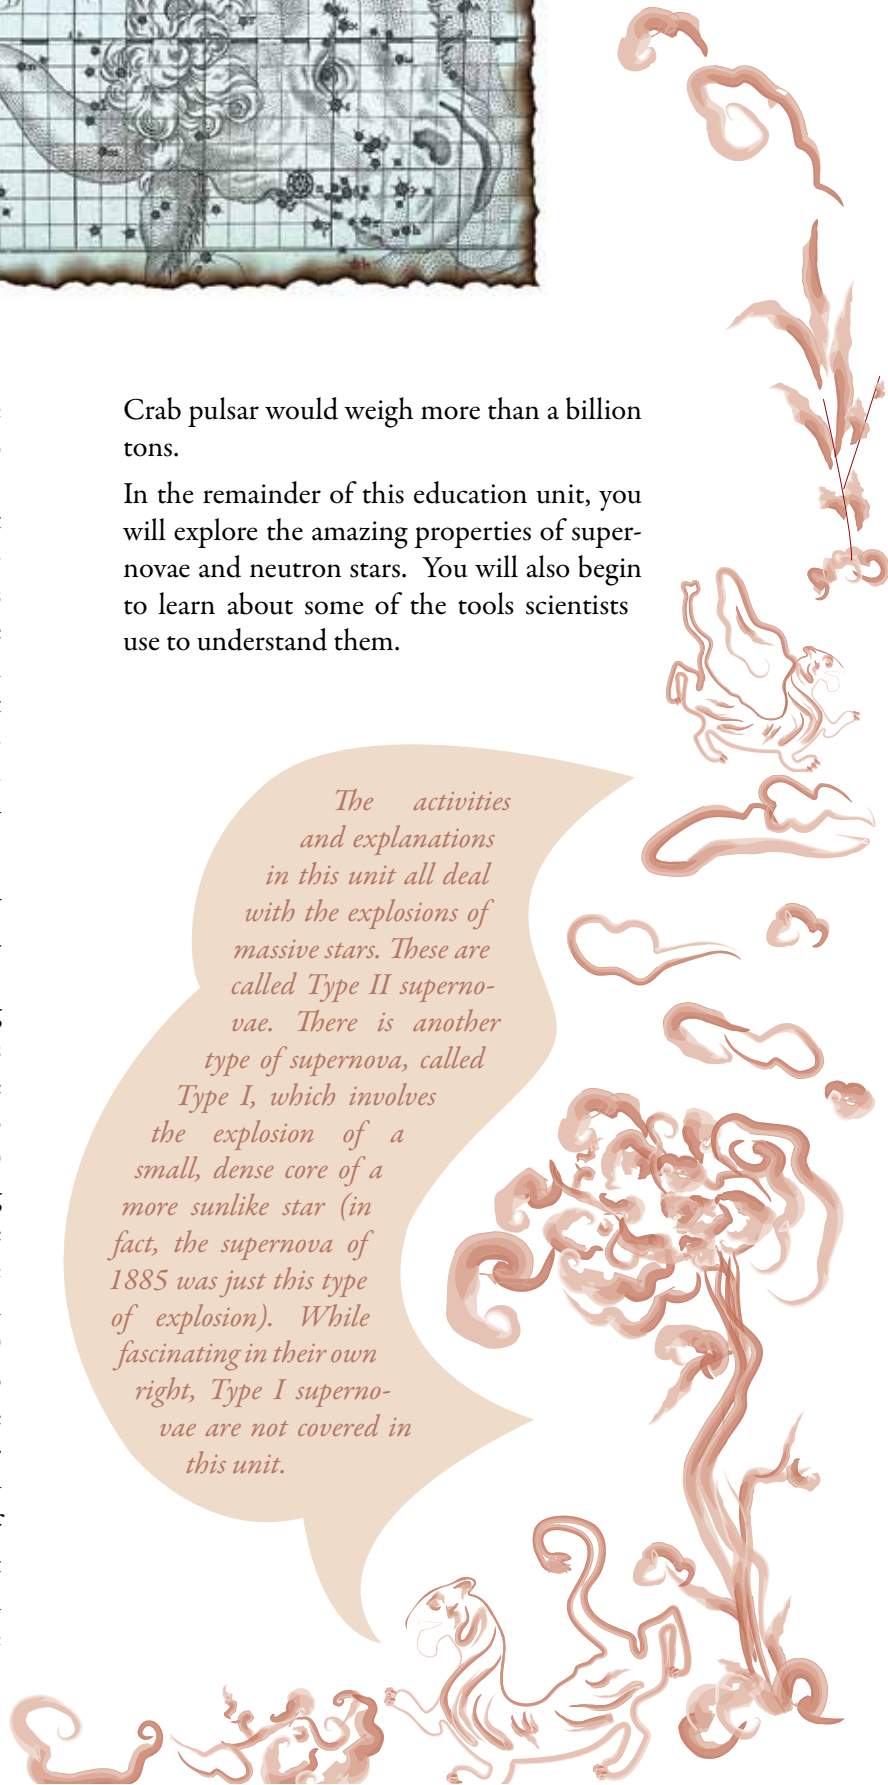 Crab pulsar would weigh more than a billion
tons.
In the remainder of this education unit, you
will explore the amazing properties of super-
novae and neutron stars.  You will also begin
to learn about some of the tools scientists
use to understand them.
The activities
and explanations
in this unit all deal
with the explosions of
massive stars. These are
called Type II superno-
vae. There is another
type of supernova, called
Type I, which involves
the explosion of a
small, dense core of a
more sunlike star (in
fact, the supernova of
1885 was just this type
of explosion). While
fascinating in their own
right, Type I superno-
vae are not covered in
this unit.